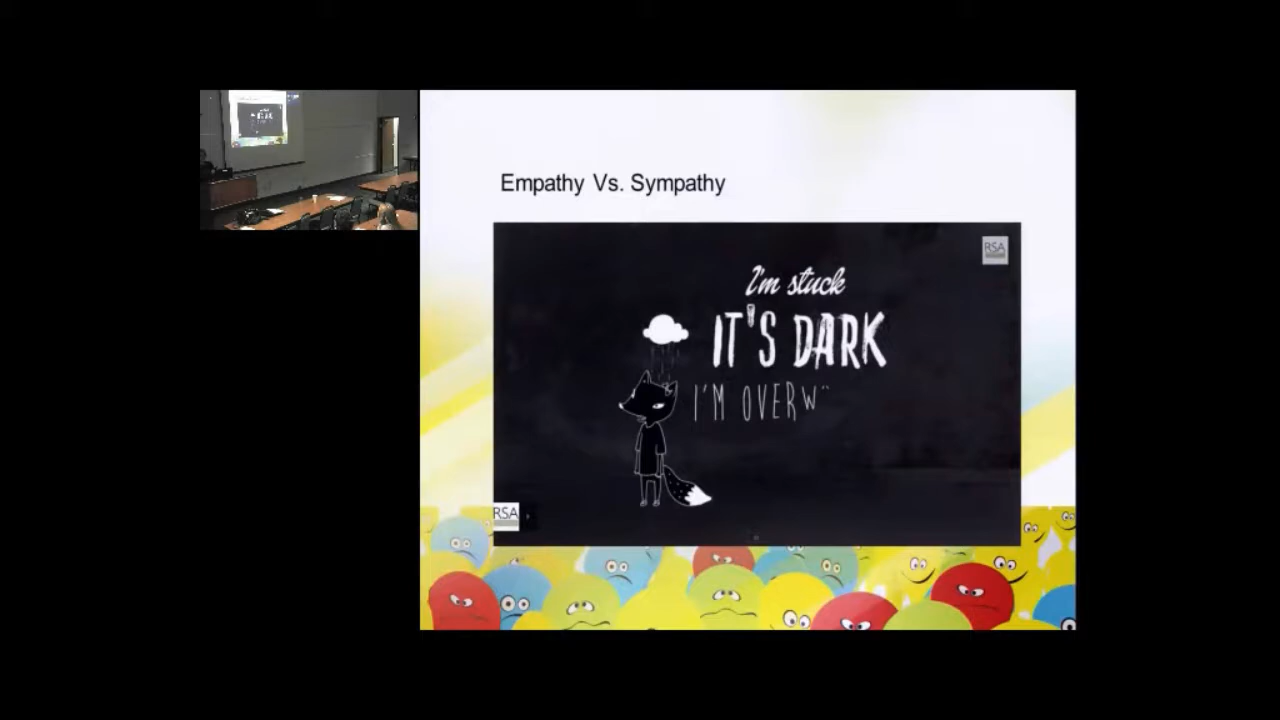 Empathy Vs. Sympathy
RSA
I'm stuck
IT'S DARK
I'M OVERW
RSA